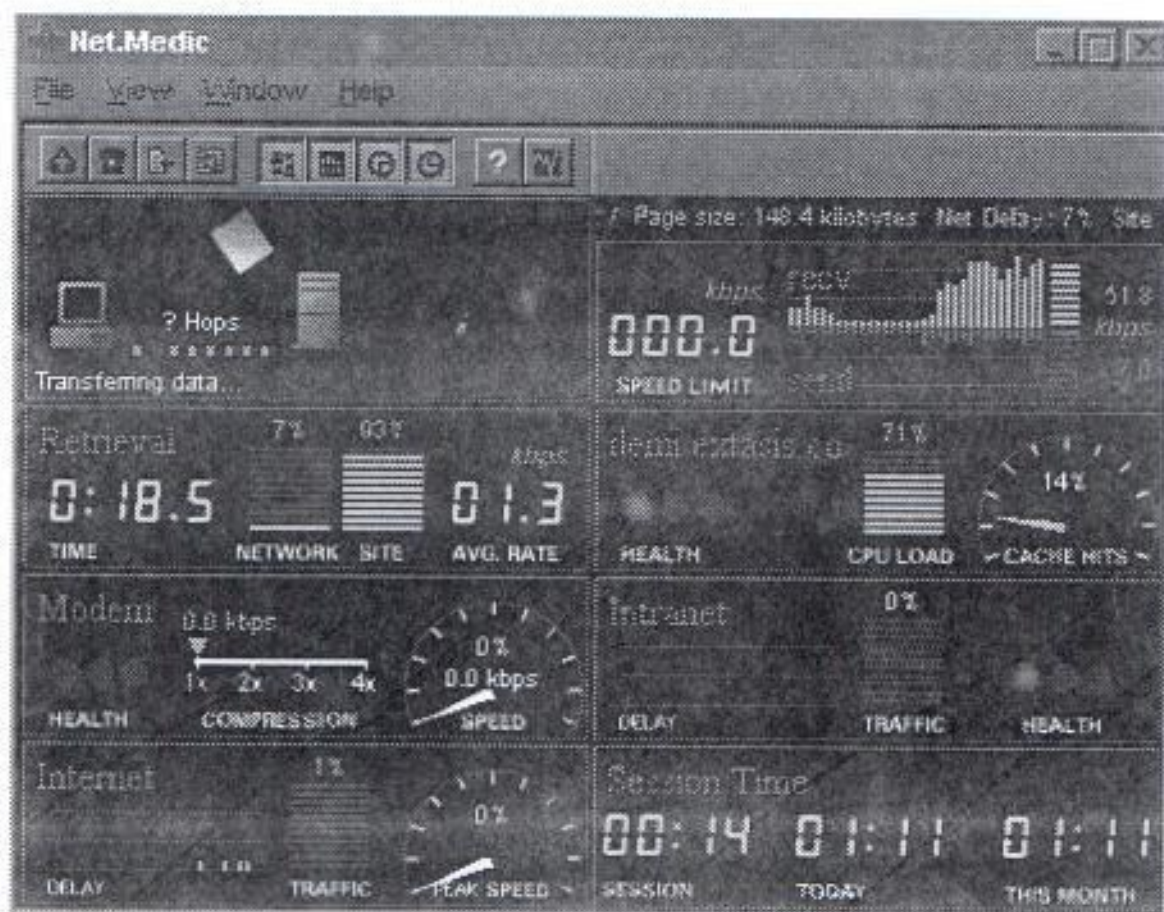 Net.Medic
File View Window Help
Page size: 148.4 kilobytes Net Delay: 7% Site
? Hops
Transferring data...
kbps recv
000.0
SPEED LIMIT send
kbps
Retrieval 7% 93%
kbps
0:18.5 01.3
TIME NETWORK SITE AVG. RATE
71%
14%
HEALTH CPU LOAD CACHE HITS
Modem 0.0 kbps
0%
0.0 kbps
1x 2x 3x 4x
HEALTH COMPRESSION SPEED
Intranet 0%
DELAY TRAFFIC HEALTH
Internet 1%
0%
DELAY TRAFFIC PEAK SPEED
Session Time
00:14 01:11 01:11
SESSION TODAY THIS MONTH